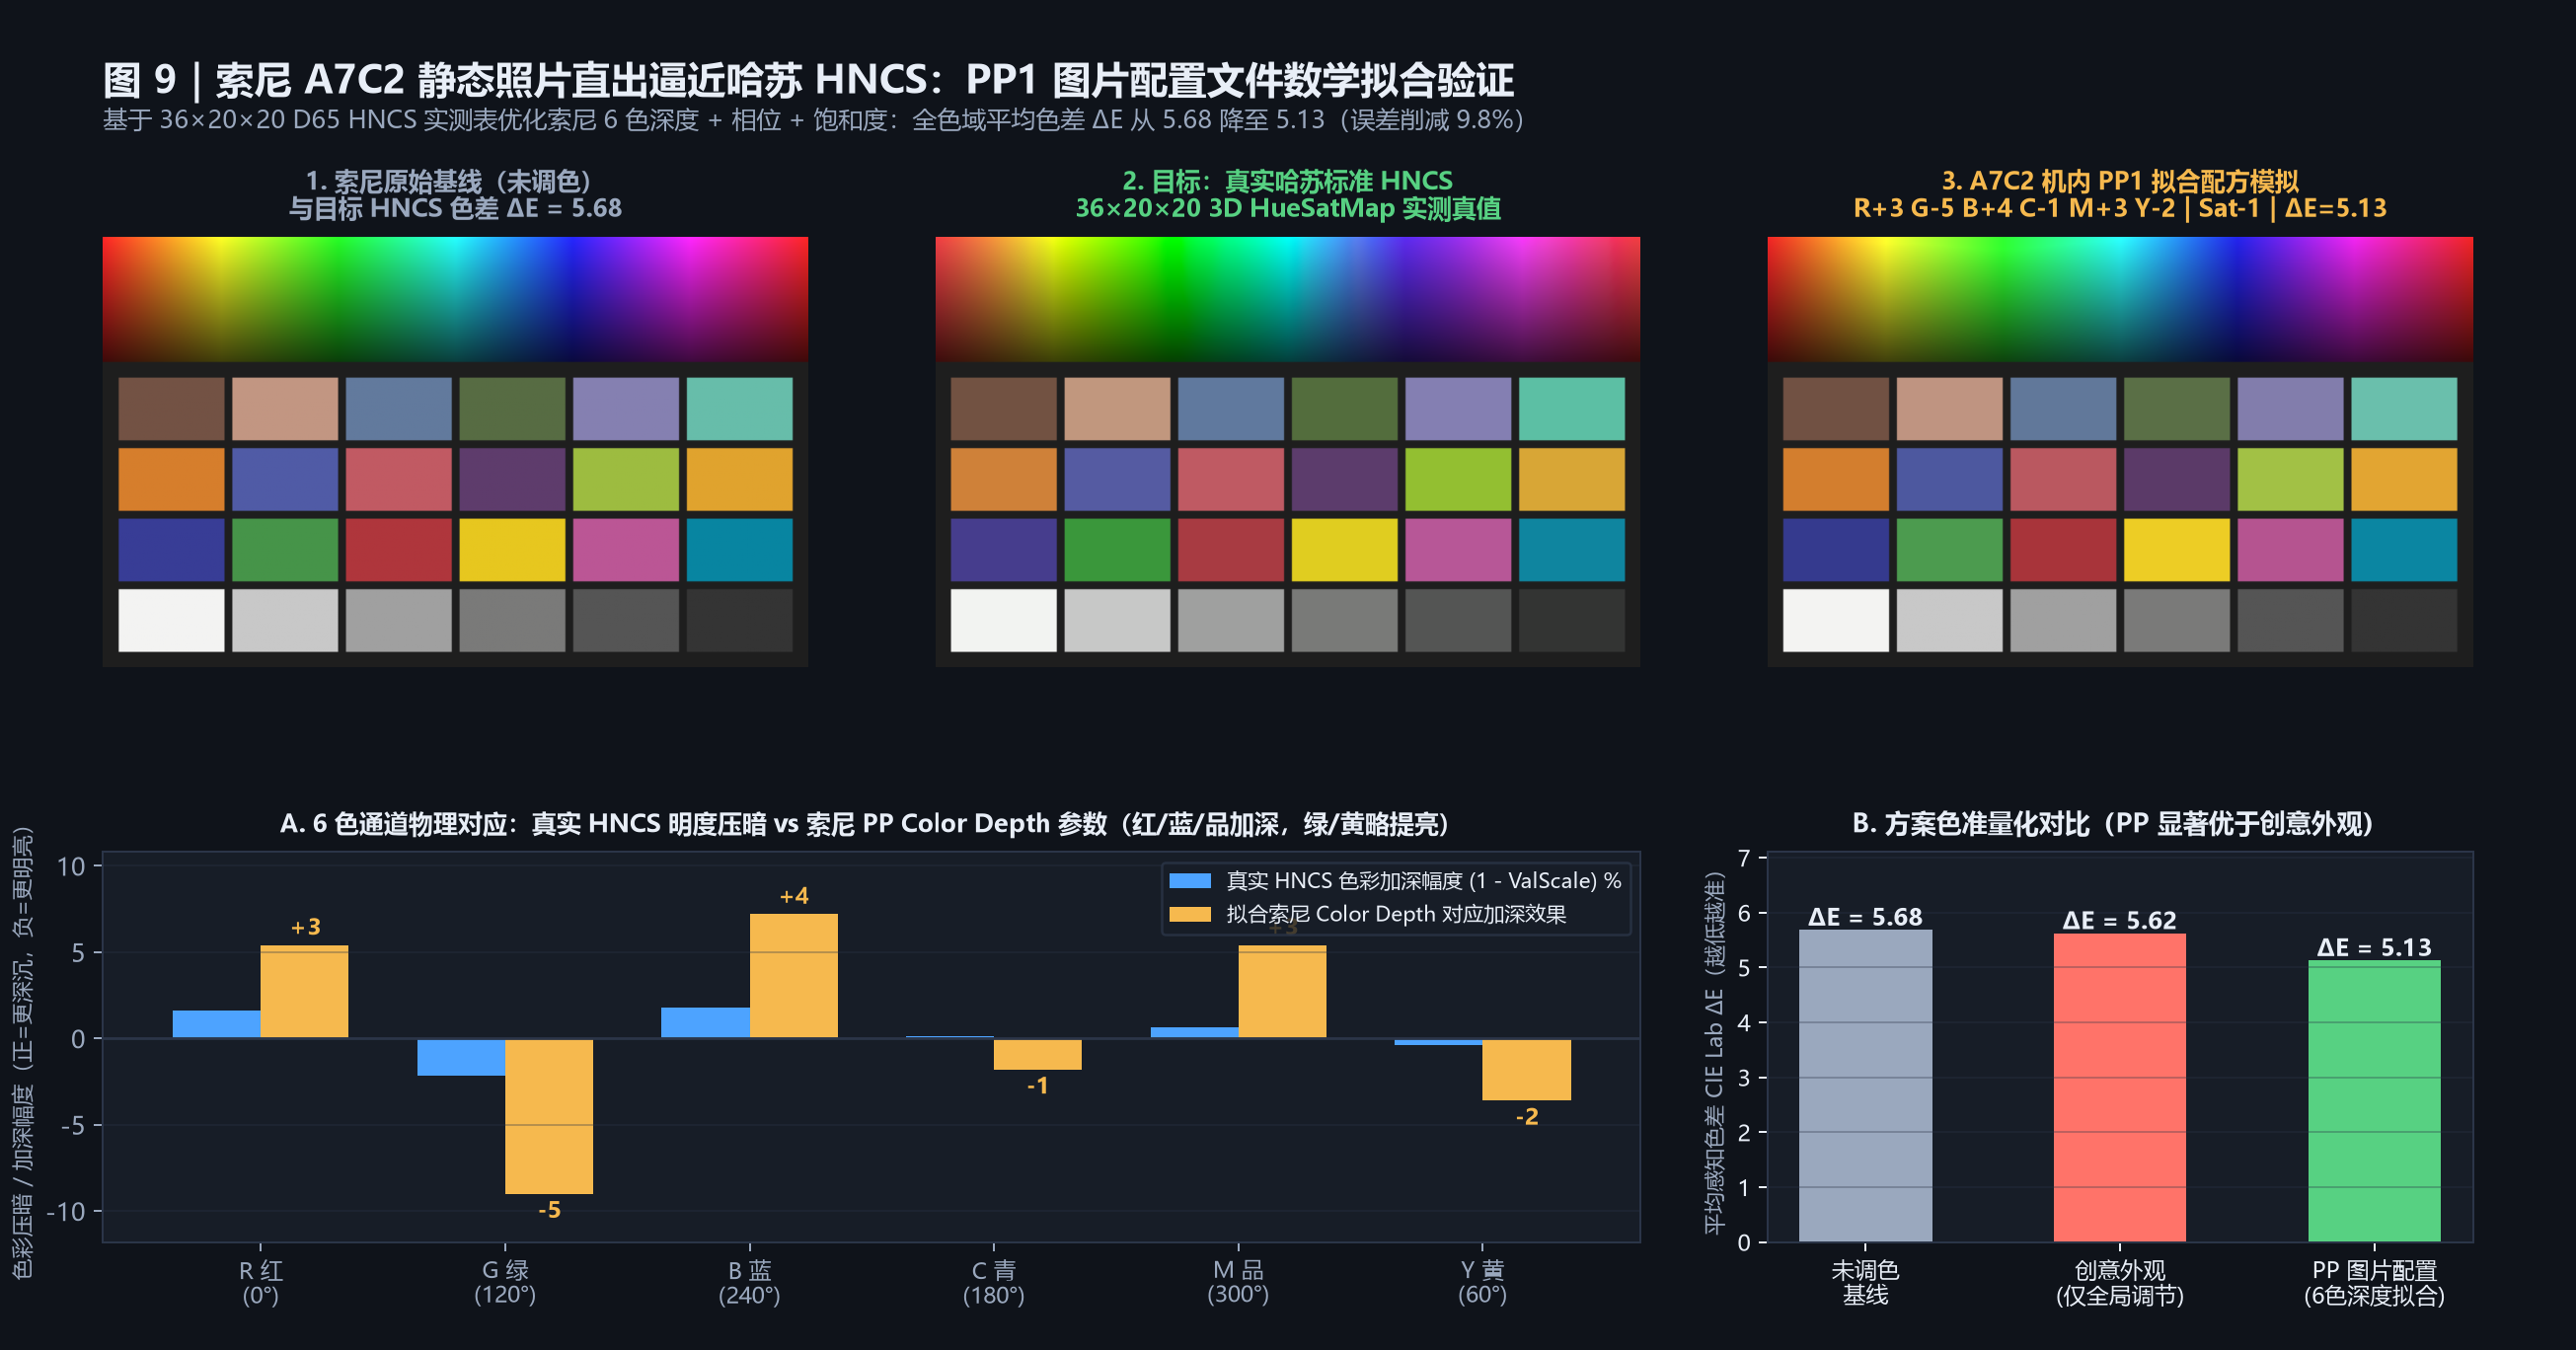 图 9 | 索尼 A7C2 静态照片直出逼近哈苏 HNCS：PP1 图片配置文件数学拟合验证
基于 36×20×20 D65 HNCS 实测表优化索尼 6 色深度 + 相位 + 饱和度：全色域平均色差 ΔE 从 5.68 降至 5.13（误差削减 9.8%）
1. 索尼原始基线（未调色）
与目标 HNCS 色差 ΔE = 5.68
2. 目标：真实哈苏标准 HNCS
36×20×20 3D HueSatMap 实测真值
3. A7C2 机内 PP1 拟合配方模拟
R+3 G-5 B+4 C-1 M+3 Y-2 | Sat-1 | ΔE=5.13
A. 6 色通道物理对应：真实 HNCS 明度压暗 vs 索尼 PP Color Depth 参数（红/蓝/品加深，绿/黄略提亮）
色彩压暗 / 加深幅度（正=更深沉，负=更明亮）
10
5
0
-5
-10
真实 HNCS 色彩加深幅度 (1 - ValScale) %
拟合索尼 Color Depth 对应加深效果
+3
-5
+4
-1
+3
-2
R 红
(0°)
G 绿
(120°)
B 蓝
(240°)
C 青
(180°)
M 品
(300°)
Y 黄
(60°)
B. 方案色准量化对比（PP 显著优于创意外观）
平均感知色差 CIE Lab ΔE（越低越准）
7
6
5
4
3
2
1
0
ΔE = 5.68
ΔE = 5.62
ΔE = 5.13
未调色
基线
创意外观
(仅全局调节)
PP 图片配置
(6色深度拟合)